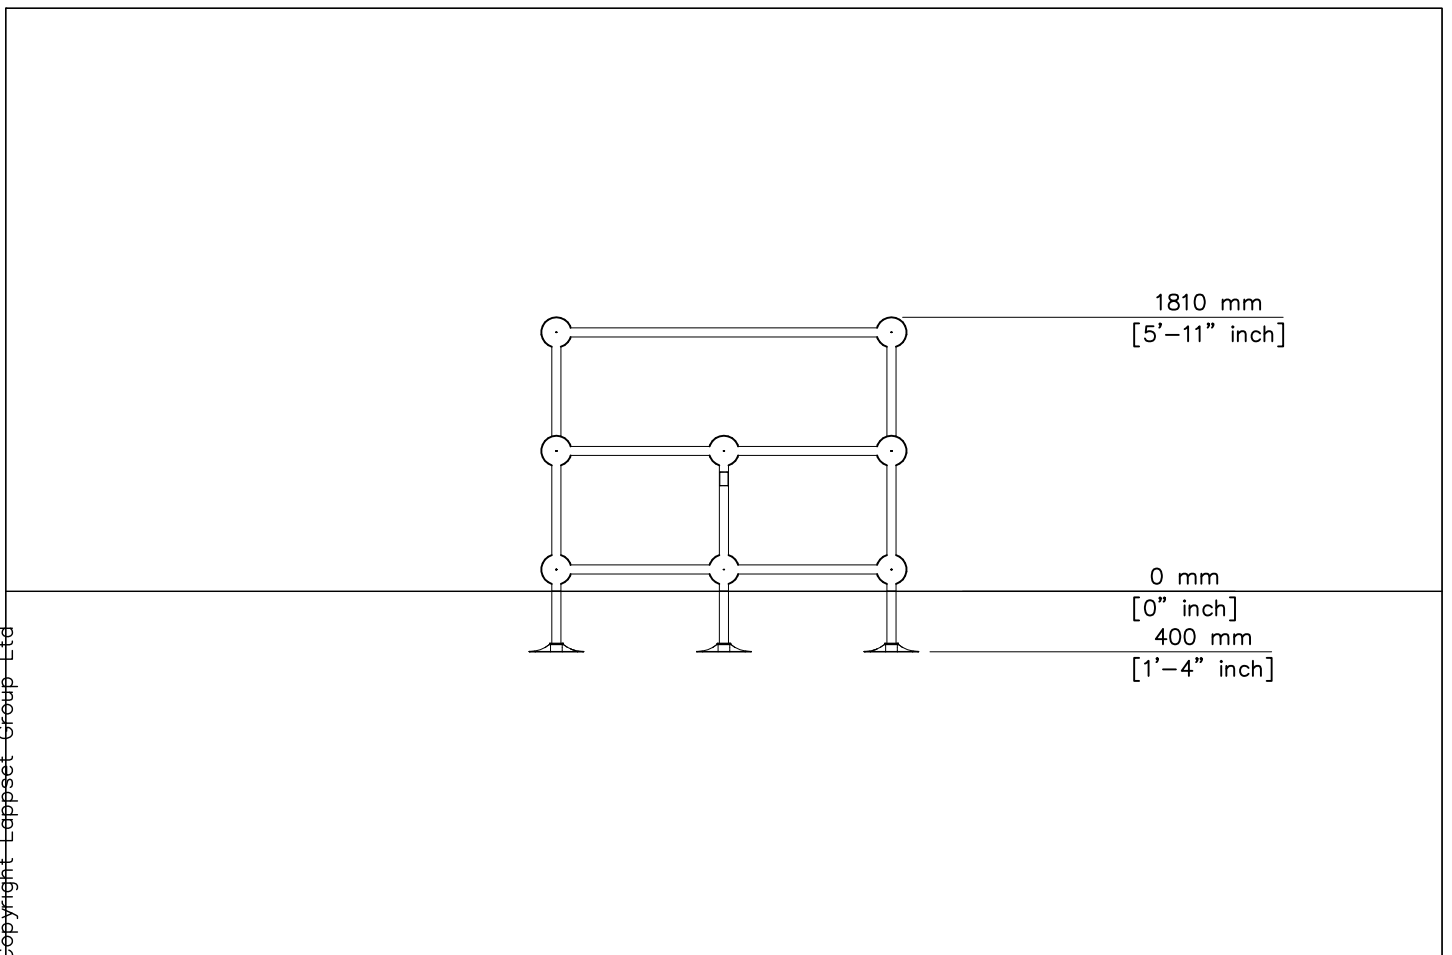 1810 mm
[5'-11" inch]
0 mm
[0" inch]
400 mm
[1'-4" inch]
Copyright Lappset Group Ltd